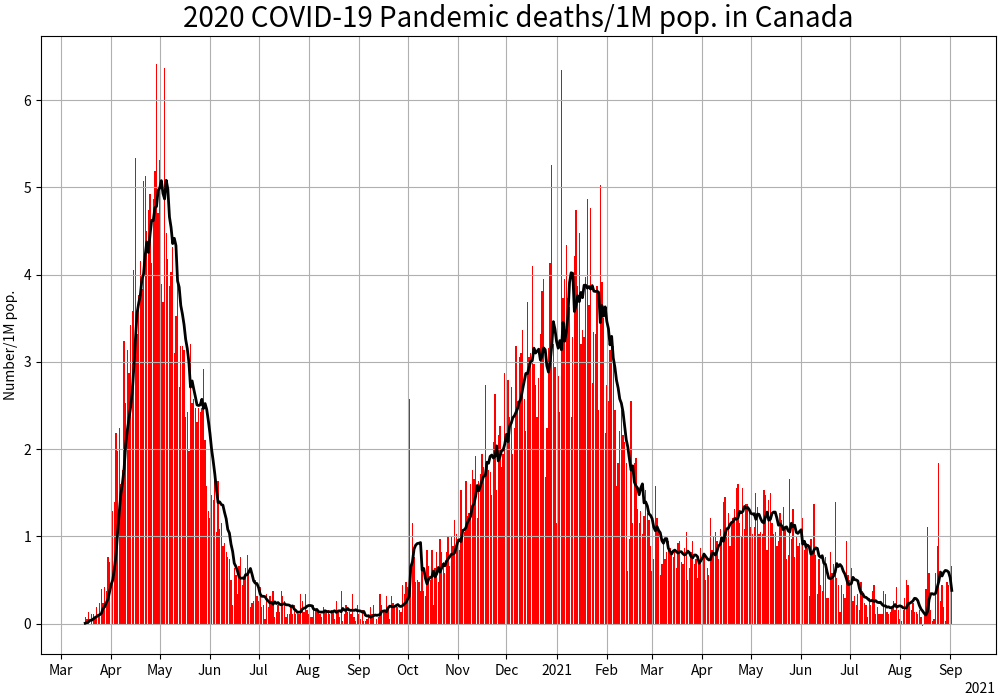 2020 COVID-19 Pandemic deaths/1M pop. in Canada
Number/1M pop.
6
5
4
3
2
1
0
Mar Apr May Jun Jul Aug Sep Oct Nov Dec 2021 Feb Mar Apr May Jun Jul Aug Sep
2021